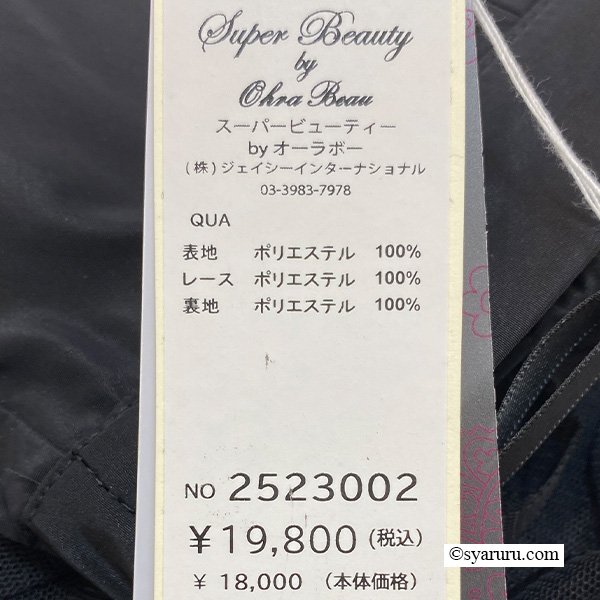 Super Beauty
by
Ohra Beau
スーパービューティー
by オーラボー
(株)ジェイシーインターナショナル
03-3983-7978
QUA
表地 ポリエステル 100%
レース ポリエステル 100%
裏地 ポリエステル 100%
NO 2523002
¥19,800(税込)
¥ 18,000 (本体価格)
©syaruru.com